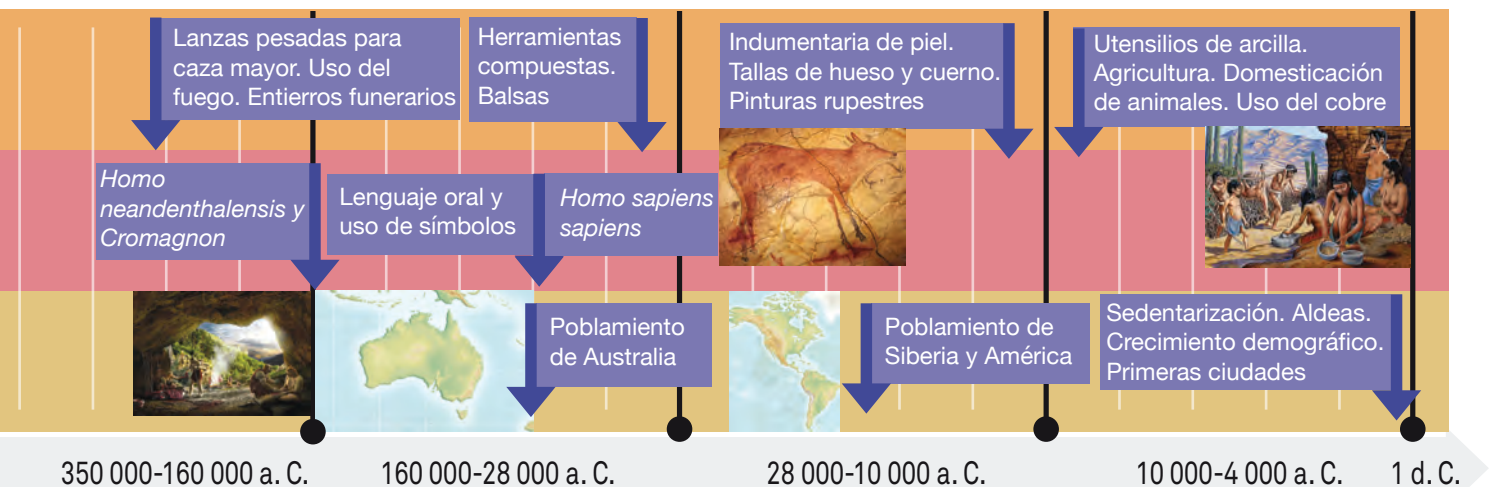 Lanzas pesadas para
caza mayor. Uso del
fuego. Entierros funerarios
Herramientas
compuestas.
Balsas
Indumentaria de piel.
Tallas de hueso y cuerno.
Pinturas rupestres
Utensilios de arcilla.
Agricultura. Domesticación
de animales. Uso del cobre
Homo
neandenthalensis y
Cromagnon
Lenguaje oral y
uso de símbolos
Homo sapiens
sapiens
Poblamiento
de Australia
Poblamiento de
Siberia y América
Sedentarización. Aldeas.
Crecimiento demográfico.
Primeras ciudades
350 000-160 000 a. C.
160 000-28 000 a. C.
28 000-10 000 a. C.
10 000-4 000 a. C.
1 d. C.